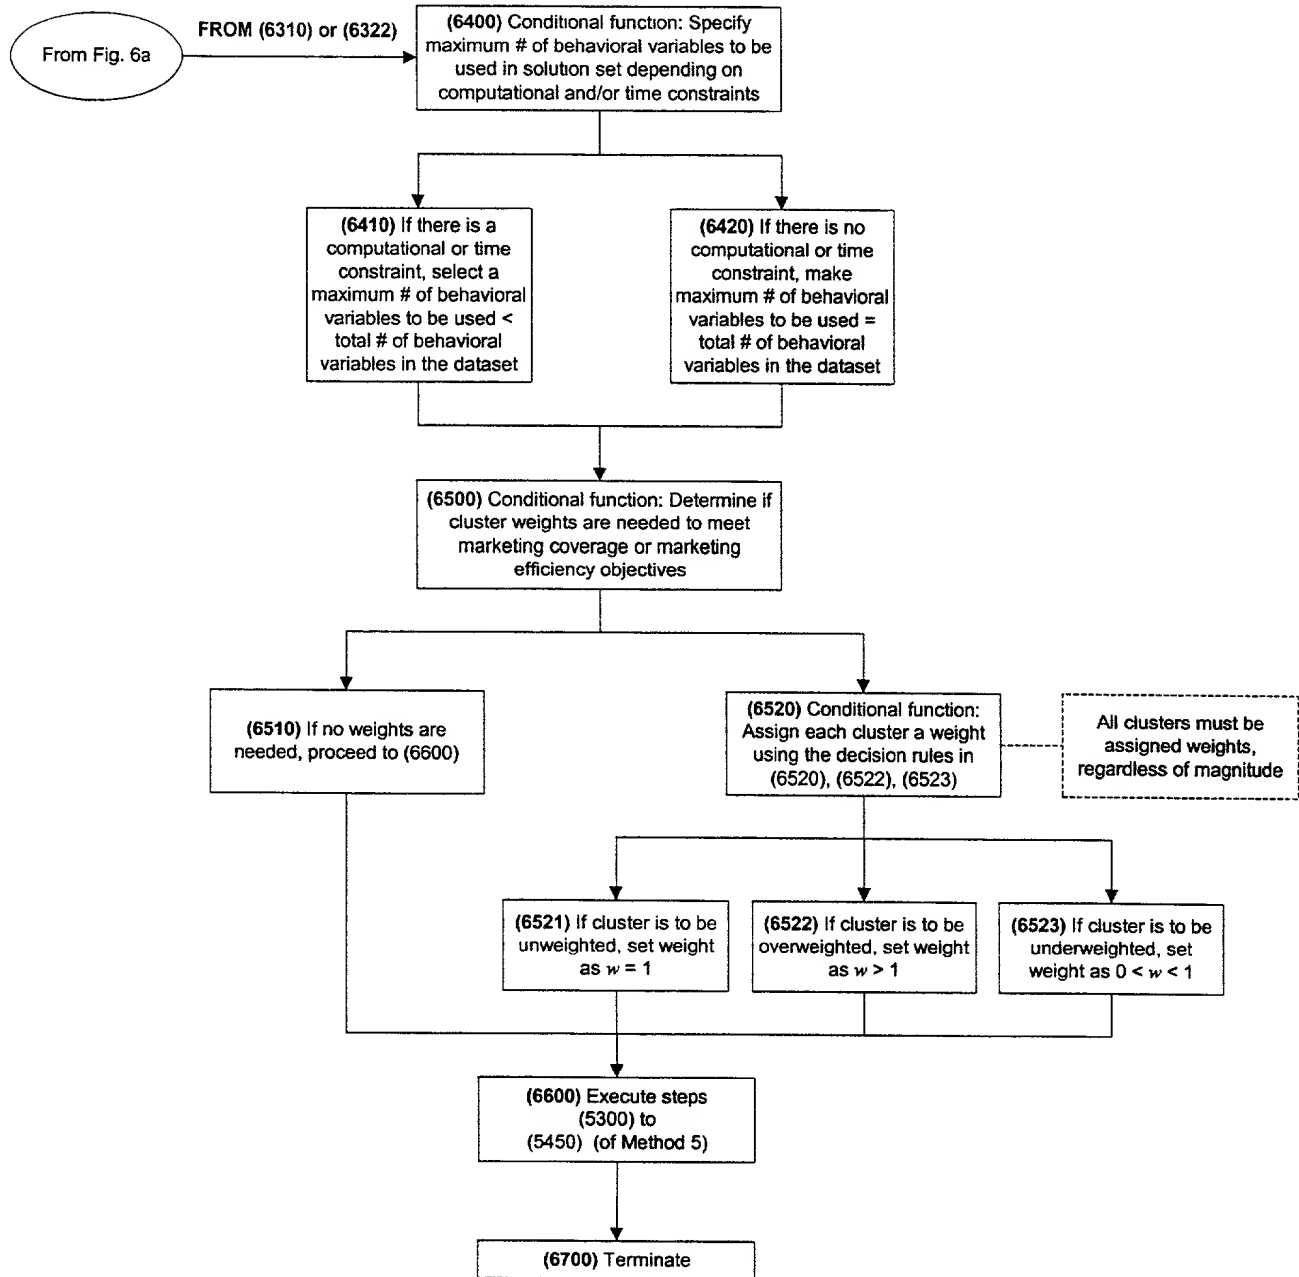 From Fig. 6a
FROM (6310) or (6322)
(6400) Conditional function: Specify
maximum # of behavioral variables to be
used in solution set depending on
computational and/or time constraints
(6410) If there is a
computational or time
constraint, select a
maximum # of behavioral
variables to be used <
total # of behavioral
variables in the dataset
(6420) If there is no
computational or time
constraint, make
maximum # of behavioral
variables to be used =
total # of behavioral
variables in the dataset
(6500) Conditional function: Determine if
cluster weights are needed to meet
marketing coverage or marketing
efficiency objectives
(6510) If no weights are
needed, proceed to (6600)
(6520) Conditional function:
Assign each cluster a weight
using the decision rules in
(6520), (6522), (6523)
All clusters must be
assigned weights,
regardless of magnitude
(6521) If cluster is to be
unweighted, set weight
as w = 1
(6522) If cluster is to be
overweighted, set weight
as w > 1
(6523) If cluster is to be
underweighted, set
weight as 0 < w < 1
(6600) Execute steps
(5300) to
(5450) (of Method 5)
(6700) Terminate